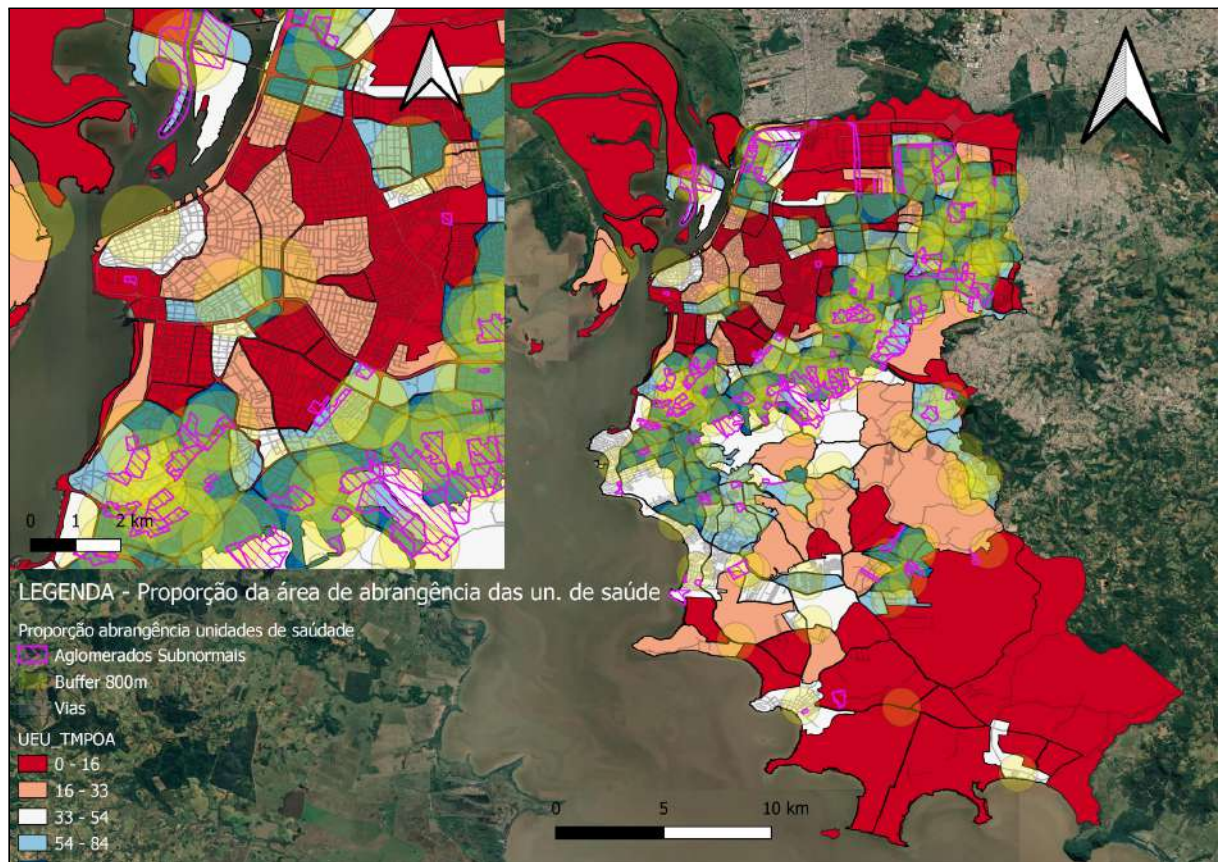 0 1 2 km
LEGENDA - Proporção da área de abrangência das un. de saúde
Proporção abrangência unidades de saúdade
Aglomerados Subnormais
Buffer 800m
Vias
UEU_TMPOA
0 - 16
16 - 33
33 - 54
54 - 84
0 5 10 km